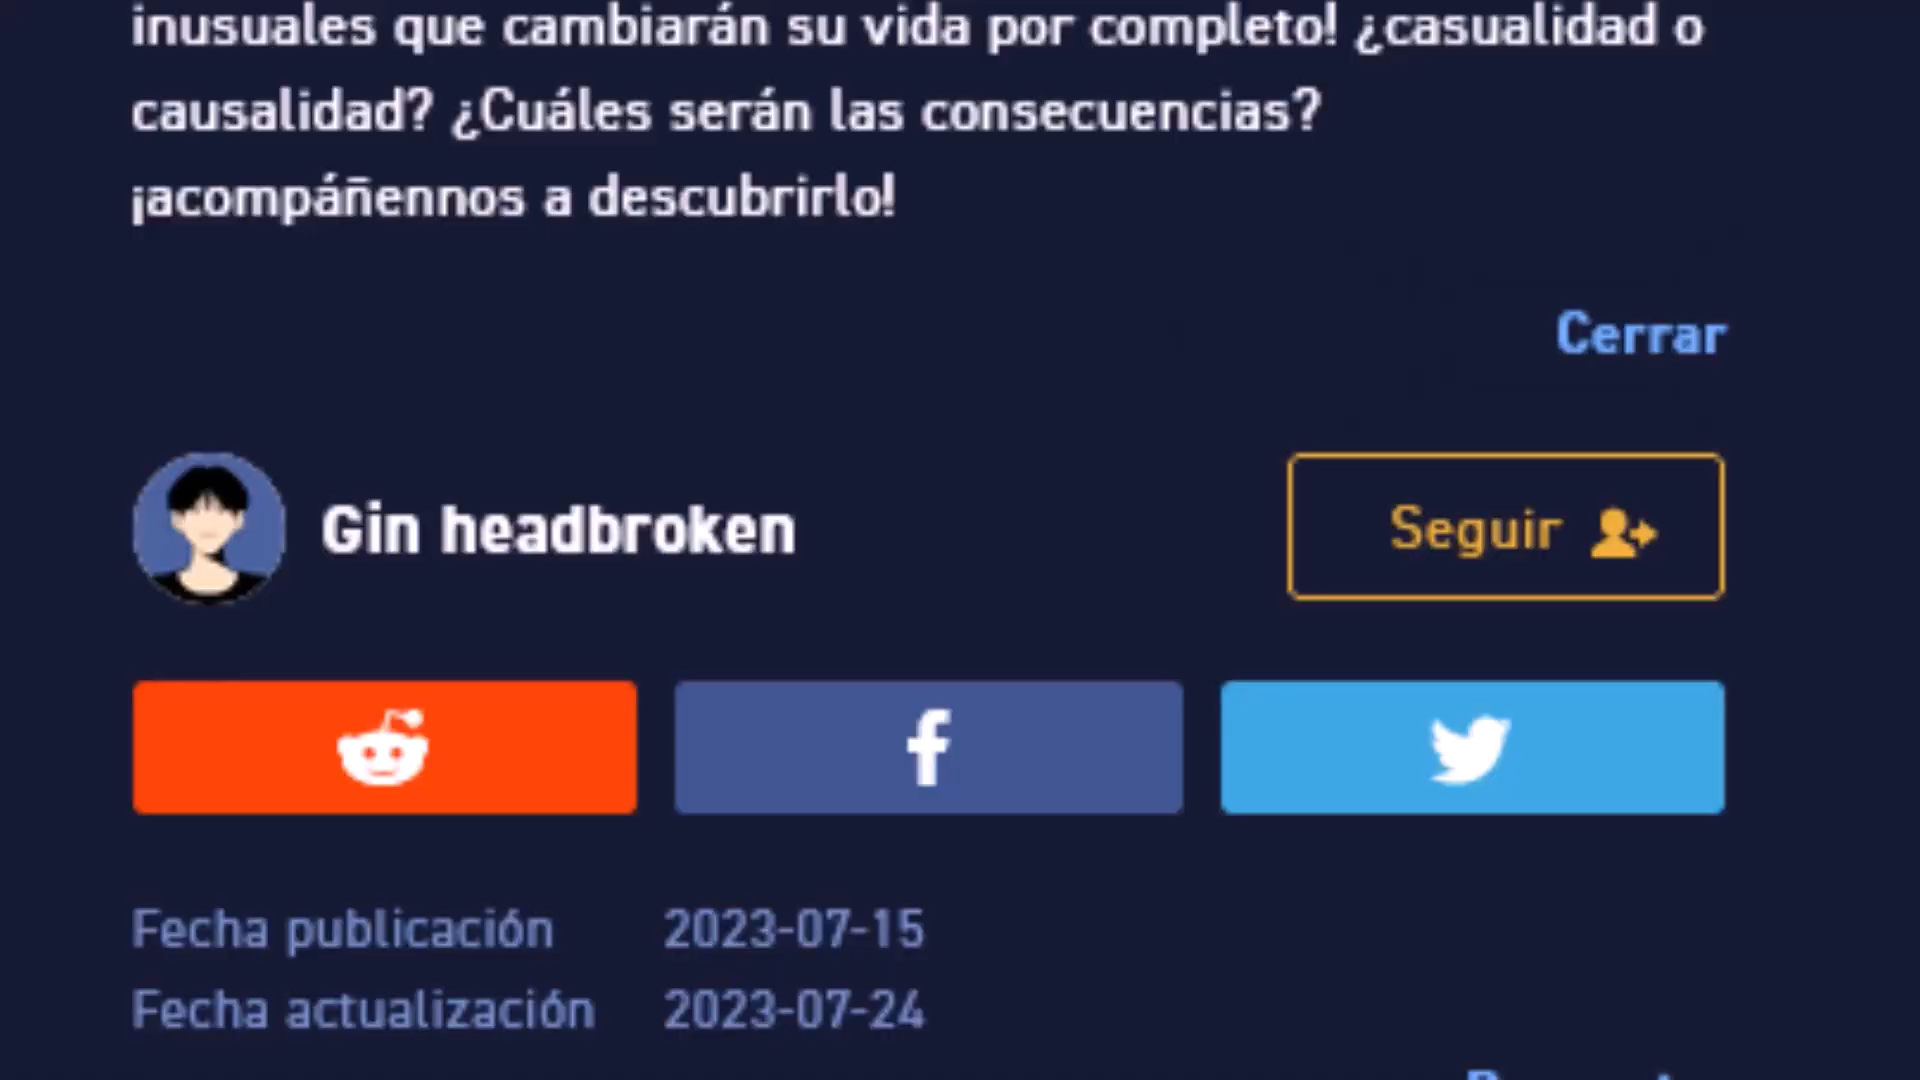 inusuales que cambiarán su vida por completo! ¿casualidad o
causalidad? ¿Cuáles serán las consecuencias?
¡acompáñennos a descubrirlo!
Cerrar
Gin headbroken
Seguir
Fecha publicación 2023-07-15
Fecha actualización 2023-07-24